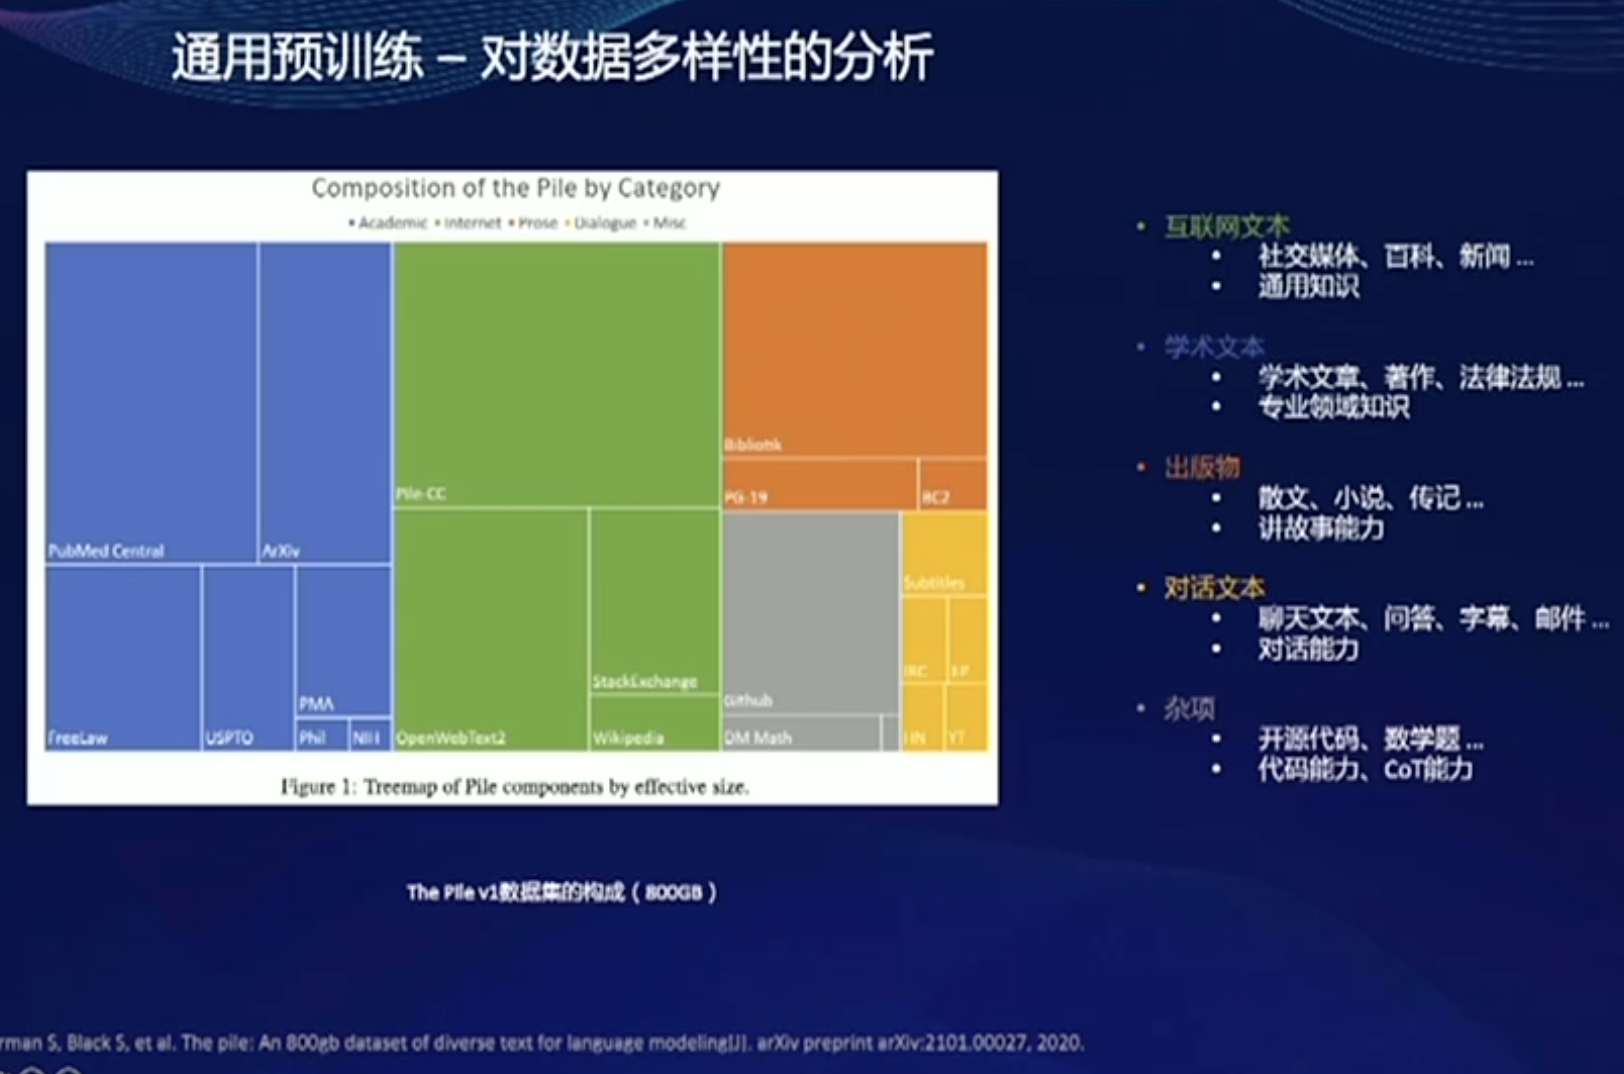 通用预训练 – 对数据多样性的分析
Composition of the Pile by Category
Academic Internet Prose Dialogue Misc
PubMed Central
ArXiv
FreeLaw
USPTO
PMA
Phil
NIH
Pile-CC
OpenWebText2
StackExchange
Wikipedia
Bibliotik
PG-19
BC2
Github
DM Math
Subtitles
IRC
EP
HN
YT
Figure 1: Treemap of Pile components by effective size.
The Pile v1数据集的构成（800GB）
• 互联网文本
• 社交媒体、百科、新闻 ...
• 通用知识
• 学术文本
• 学术文章、著作、法律法规 ...
• 专业领域知识
• 出版物
• 散文、小说、传记 ...
• 讲故事能力
• 对话文本
• 聊天文本、问答、字幕、邮件 ...
• 对话能力
• 杂项
• 开源代码、数学题 ...
• 代码能力、CoT能力
rman S, Black S, et al. The pile: An 800gb dataset of diverse text for language modeling[J]. arXiv preprint arXiv:2101.00027, 2020.